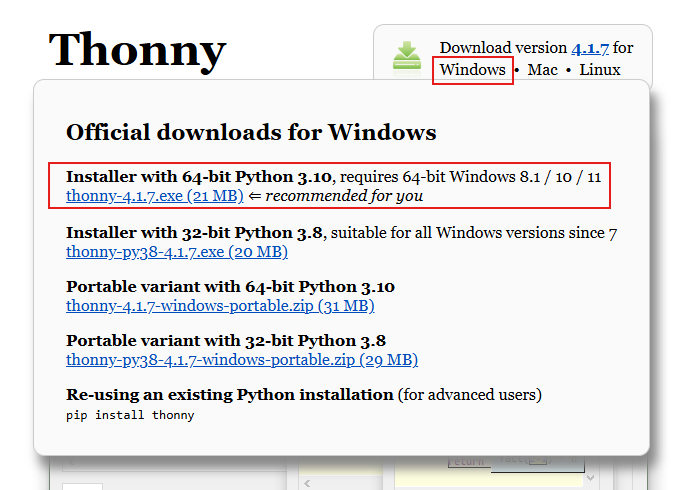 Thonny
Download version 4.1.7 for
Windows • Mac • Linux
Official downloads for Windows
Installer with 64-bit Python 3.10, requires 64-bit Windows 8.1 / 10 / 11
thonny-4.1.7.exe (21 MB) ⇐ recommended for you
Installer with 32-bit Python 3.8, suitable for all Windows versions since 7
thonny-py38-4.1.7.exe (20 MB)
Portable variant with 64-bit Python 3.10
thonny-4.1.7-windows-portable.zip (31 MB)
Portable variant with 32-bit Python 3.8
thonny-py38-4.1.7-windows-portable.zip (29 MB)
Re-using an existing Python installation (for advanced users)
pip install thonny
return